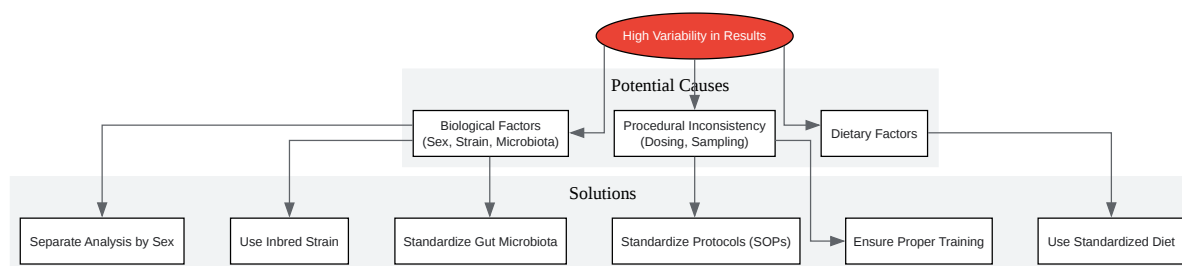 High Variability in Results
Potential Causes
Biological Factors
(Sex, Strain, Microbiota)
Procedural Inconsistency
(Dosing, Sampling)
Dietary Factors
Solutions
Separate Analysis by Sex
Use Inbred Strain
Standardize Gut Microbiota
Standardize Protocols (SOPs)
Ensure Proper Training
Use Standardized Diet